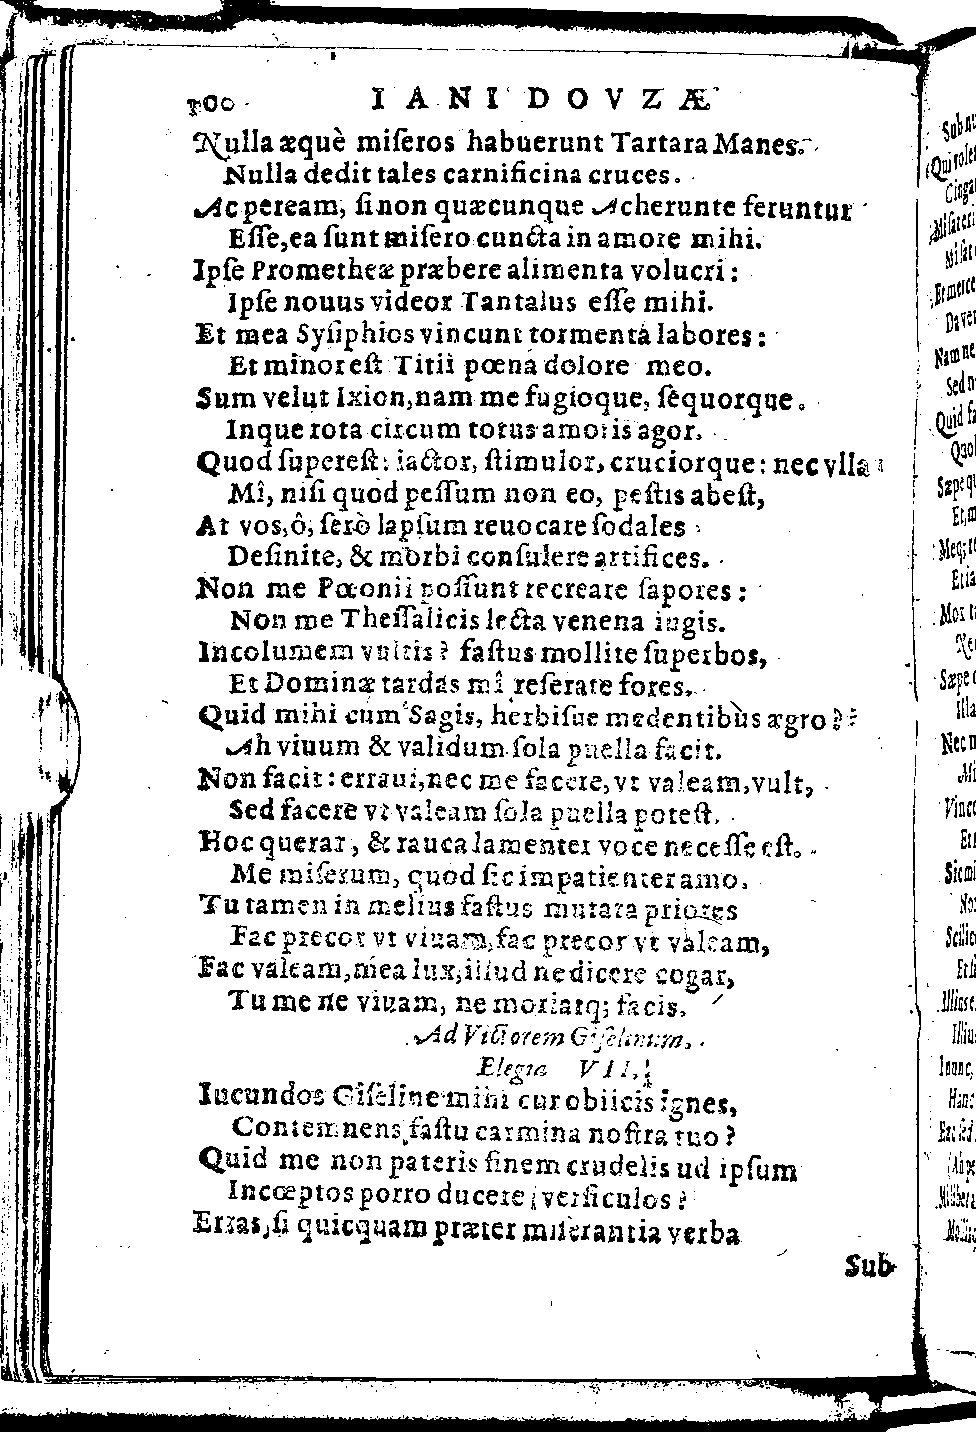 100 IANI DOVZÆ
Nulla æquè miſeros habuerunt Tartara Manes.
Nulla dedit tales carnificina cruces.
Ac peream, ſi non quæcunque Acherunte feruntur
Eſſe, ea ſunt miſero cuncta in amore mihi.
Ipſe Prometheæ præbere alimenta volucri:
Ipſe nouus videor Tantalus eſſe mihi.
Et mea Syſiphios vincunt tormenta labores:
Et minor eſt Titii pœna dolore meo.
Sum velut Ixion, nam me fugioque, ſequorque.
Inque rota circum totus amoris agor.
Quod ſupereſt: iactor, ſtimulor, cruciorque: nec vlla
Mî, niſi quod peſſum non eo, peſtis abeſt,
At vos, ô, ſerò lapſum reuocare ſodales
Deſinite, & morbi conſulere artifices.
Non me Pœonii poſſunt recreare ſapores:
Non me Theſſalicis lecta venena iugis.
Incolumem vultis? faſtus mollite ſuperbos,
Et Dominæ tardas mî reſerate fores.
Quid mihi cum Sagis, herbiſue medentibus ægro?
Ah viuum & validum ſola puella facit.
Non facit: erraui, nec me facere, vt valeam, vult,
Sed facere vt valeam ſola puella poteſt.
Hoc querar, & rauca lamenter voce neceſſe eſt.
Me miſerum, quod ſic impatienter amo.
Tu tamen in melius faſtus mutata priores
Fac precor vt viuam, fac precor vt valeam,
Fac valeam, mea lux, illud ne dicere cogar,
Tu me ne viuam, ne moriarq; facis.
Ad Victorem Giſelinum.
Elegia VII.
Iucundos Giſeline mihi cur obiicis ignes,
Contemnens faſtu carmina noſtra tuo?
Quid me non pateris finem crudelis ud ipſum
Incœptos porro ducere verſiculos?
Erras, ſi quicquam præter miſerantia verba
Sub